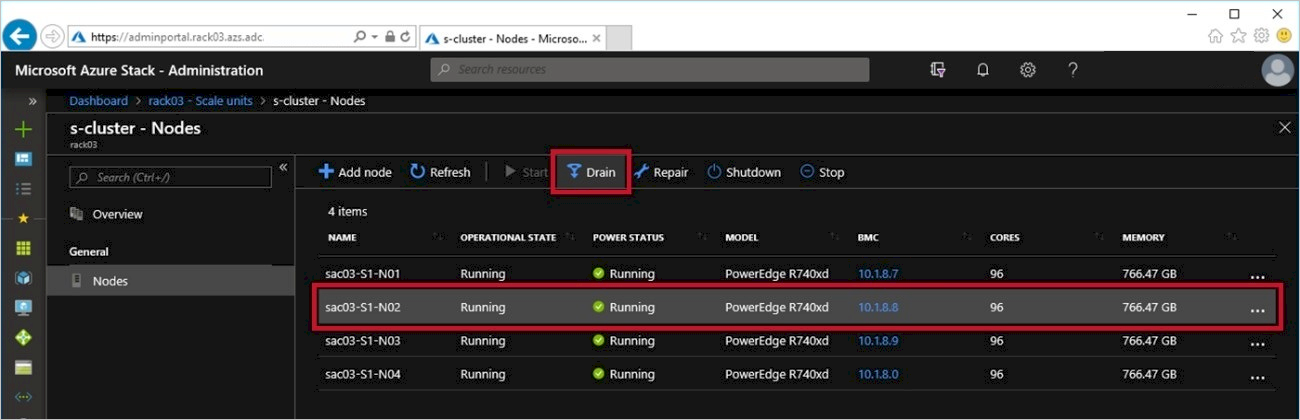 https://adminportal.rack03.azs.adc.
s-cluster - Nodes - Microso...
Microsoft Azure Stack - Administration
Search resources
?
Dashboard > rack03 - Scale units > s-cluster - Nodes
s-cluster - Nodes
rack03
Search (Ctrl+/)
Add node Refresh Start Drain Repair Shutdown Stop
Overview
4 items
NAME OPERATIONAL STATE POWER STATUS MODEL BMC CORES MEMORY
General
Nodes
sac03-S1-N01 Running Running PowerEdge R740xd 10.1.8.7 96 766.47 GB ...
sac03-S1-N02 Running Running PowerEdge R740xd 10.1.8.8 96 766.47 GB ...
sac03-S1-N03 Running Running PowerEdge R740xd 10.1.8.9 96 766.47 GB ...
sac03-S1-N04 Running Running PowerEdge R740xd 10.1.8.0 96 766.47 GB ...